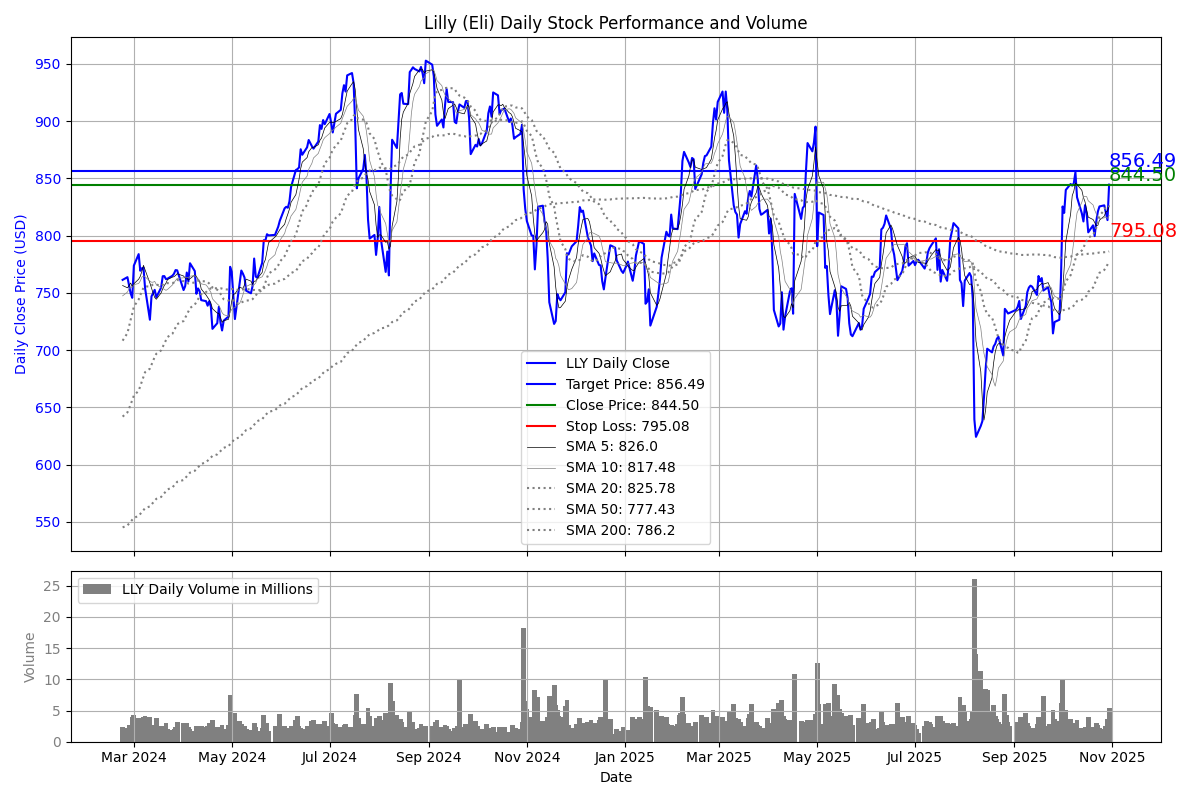 Lilly (Eli) Daily Stock Performance and Volume
Daily Close Price (USD)
950
900
850
800
750
700
650
600
550
856.49
844.50
795.08
LLY Daily Close
Target Price: 856.49
Close Price: 844.50
Stop Loss: 795.08
SMA 5: 826.0
SMA 10: 817.48
SMA 20: 825.78
SMA 50: 777.43
SMA 200: 786.2
Volume
25
20
15
10
5
0
LLY Daily Volume in Millions
Mar 2024 May 2024 Jul 2024 Sep 2024 Nov 2024 Jan 2025 Mar 2025 May 2025 Jul 2025 Sep 2025 Nov 2025
Date